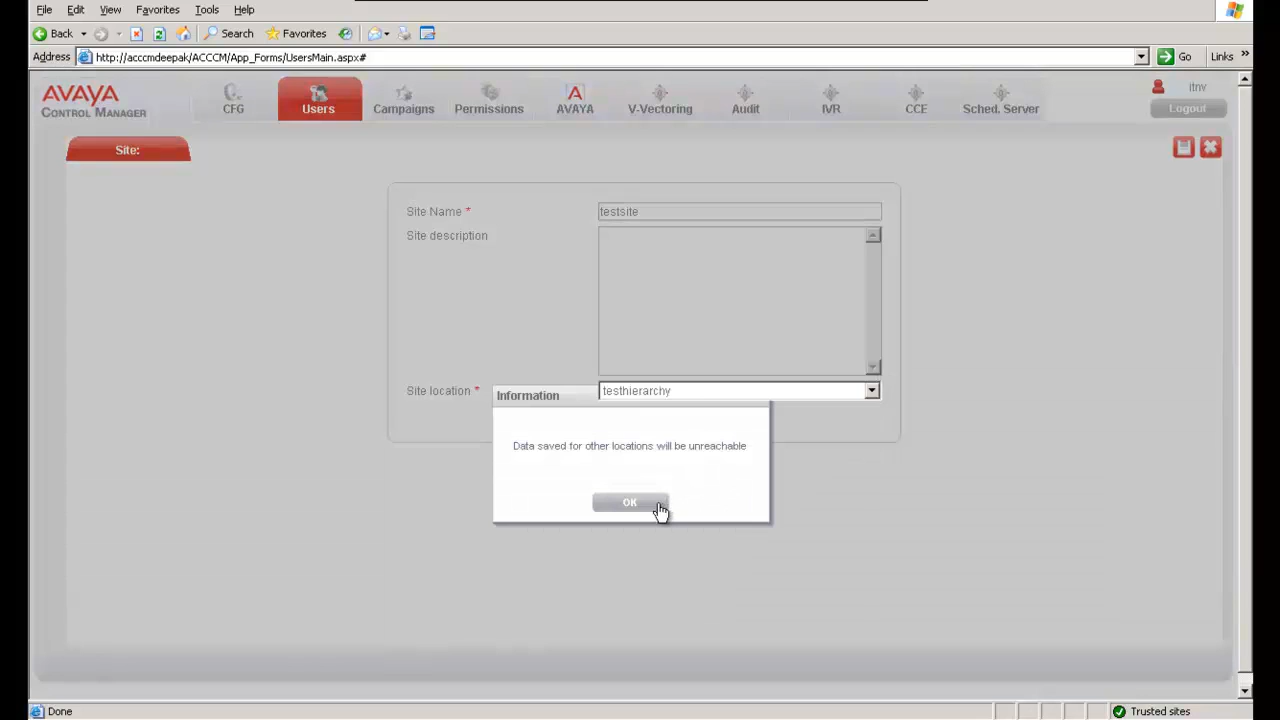 File Edit View Favorites Tools Help
Back Search Favorites
Address http://acccmdeepak/ACCCM/App_Forms/UsersMain.aspx# Go Links »
AVAYA
CONTROL MANAGER
CFG Users Campaigns Permissions AVAYA V-Vectoring Audit IVR CCE Sched. Server
itnv
Logout
Site:
Site Name * testsite
Site description
Site location * testhierarchy
Information
Data saved for other locations will be unreachable
OK
Done Trusted sites